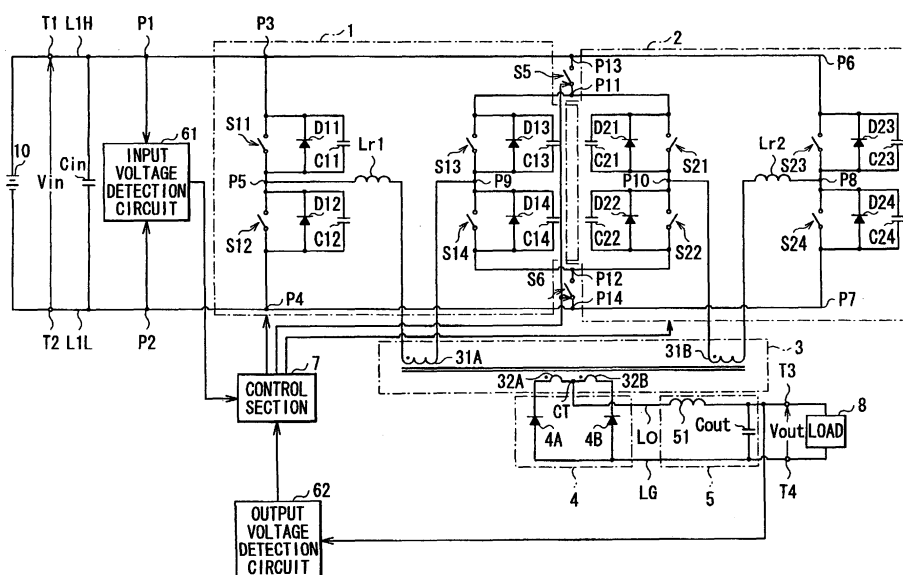 T1 L1H P1 P3 1 2
P13
P6
S5
P11
61
10
Vin
Cin
INPUT
VOLTAGE
DETECTION
CIRCUIT
S11
D11
C11
Lr1
S13
D13
C13
D21
C21
S21
Lr2
S23
D23
C23
P5
P9
P10
P8
S12
D12
C12
S14
D14
C14
D22
C22
S22
S24
D24
C24
S6
P12
P14
P4
P7
T2 L1L P2
31A
31B
3
7
CONTROL
SECTION
32A
32B
CT
T3
8
4A
4B
LO
51
Cout
Vout
LOAD
4
LG
5
T4
62
OUTPUT
VOLTAGE
DETECTION
CIRCUIT